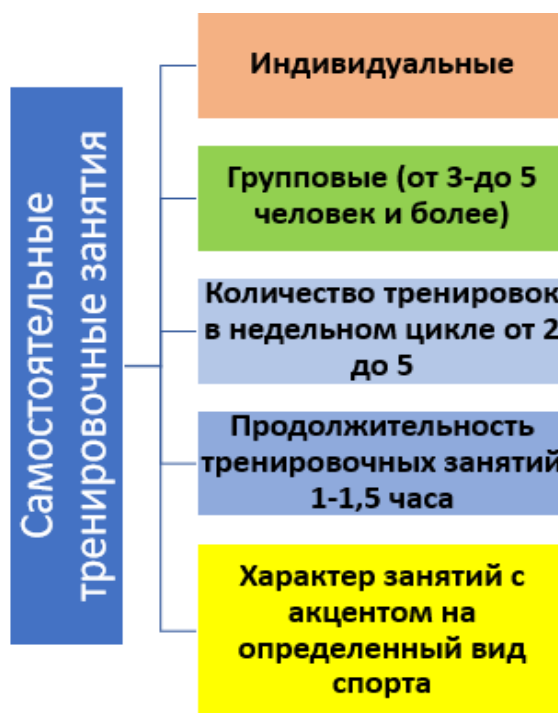 Самостоятельные
тренировочные занятия
Индивидуальные
Групповые (от 3-до 5
человек и более)
Количество тренировок
в недельном цикле от 2
до 5
Продолжительность
тренировочных занятий
1-1,5 часа
Характер занятий с
акцентом на
определенный вид
спорта